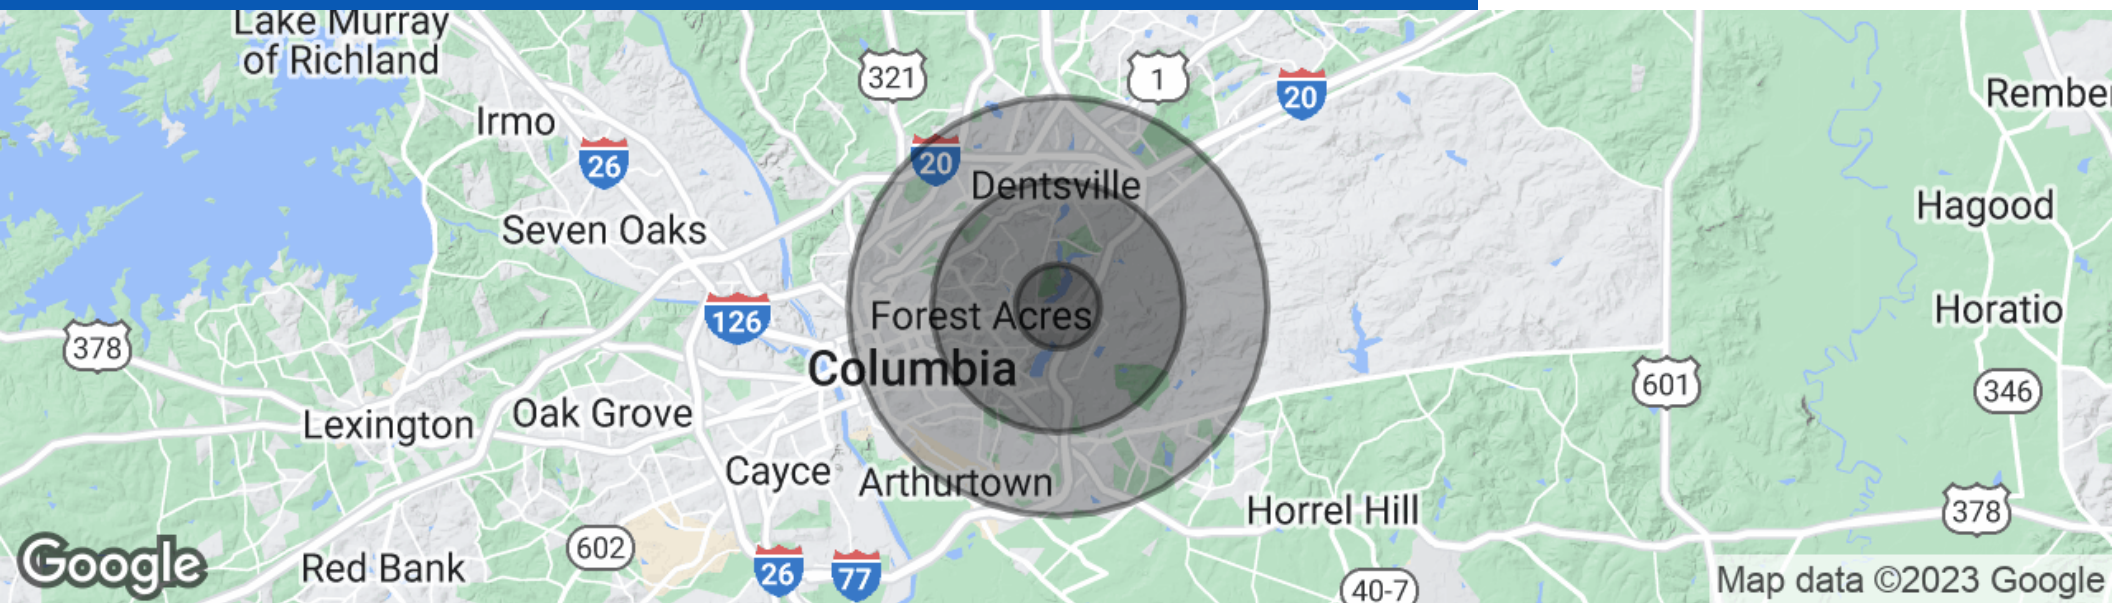 Lake Murray
of Richland
321
1
20
Rember
Irmo
26
20
Dentsville
Hagood
Seven Oaks
126
Forest Acres
Horatio
378
Columbia
601
346
Lexington
Oak Grove
Cayce
Arthurtown
Horrel Hill
378
602
Google
Red Bank
26
77
40-7
Map data ©2023 Google